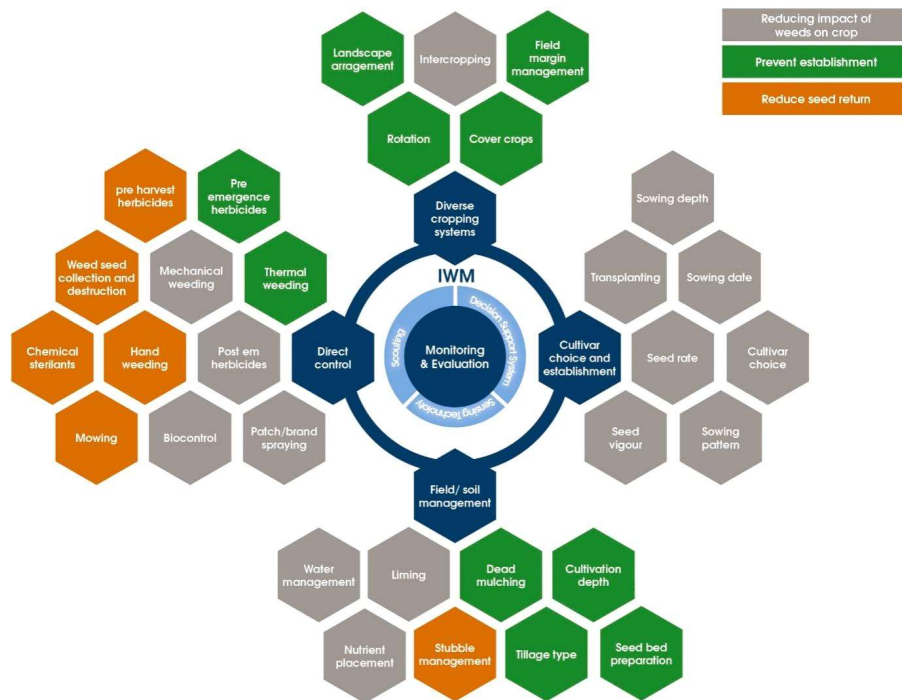 Reducing impact of
weeds on crop
Prevent establishment
Reduce seed return
Landscape
arragement
Intercropping
Field
margin
management
Rotation
Cover crops
Diverse
cropping
systems
pre harvest
herbicides
Pre
emergence
herbicides
Weed seed
collection and
destruction
Mechanical
weeding
Thermal
weeding
Chemical
sterilants
Hand
weeding
Post em
herbicides
Direct
control
Mowing
Biocontrol
Patch/brand
spraying
IWM
Scouting
Decision Support System
Sensing Technololy
Monitoring
& Evaluation
Cultivar
choice and
establishment
Sowing depth
Transplanting
Sowing date
Seed rate
Cultivar
choice
Seed
vigour
Sowing
pattern
Field/ soil
management
Water
management
Liming
Dead
mulching
Cultivation
depth
Nutrient
placement
Stubble
management
Tillage type
Seed bed
preparation